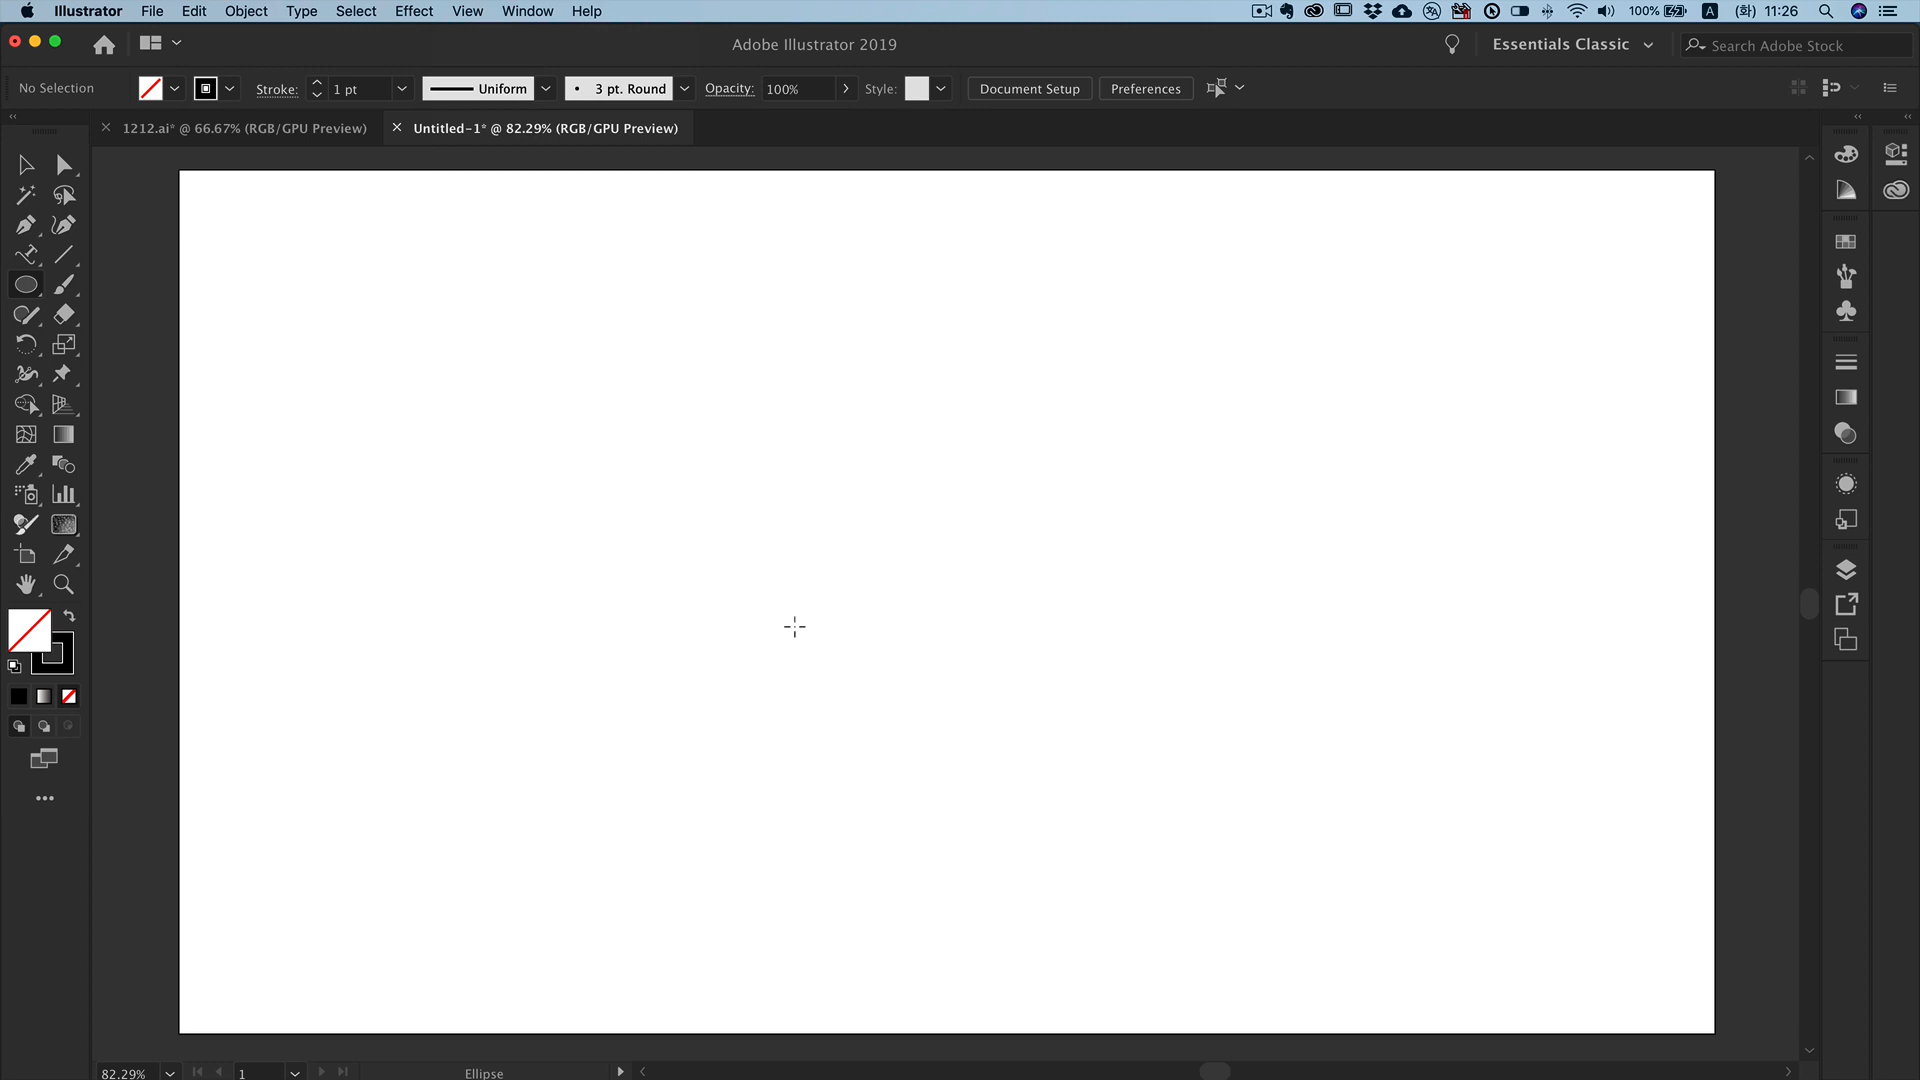 Illustrator File Edit Object Type Select Effect View Window Help 100% A (화) 11:26
Adobe Illustrator 2019 Essentials Classic Search Adobe Stock
No Selection Stroke: 1 pt Uniform 3 pt. Round Opacity: 100% Style: Document Setup Preferences
1212.ai* @ 66.67% (RGB/GPU Preview) Untitled-1* @ 82.29% (RGB/GPU Preview)
82.29% 1 Ellipse